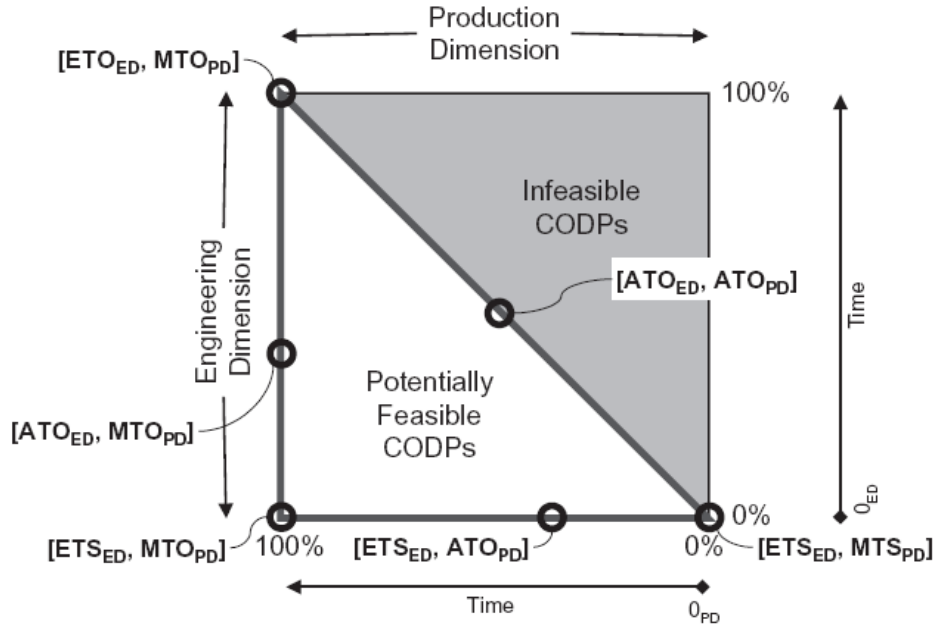 Production
Dimension
[ETO_ED, MTO_PD]
100%
Engineering
Dimension
Infeasible
CODPs
[ATO_ED, ATO_PD]
Time
Potentially
Feasible
CODPs
[ATO_ED, MTO_PD]
0_ED
0%
[ETS_ED, MTO_PD]
100%
[ETS_ED, ATO_PD]
0%
[ETS_ED, MTS_PD]
Time
0_PD